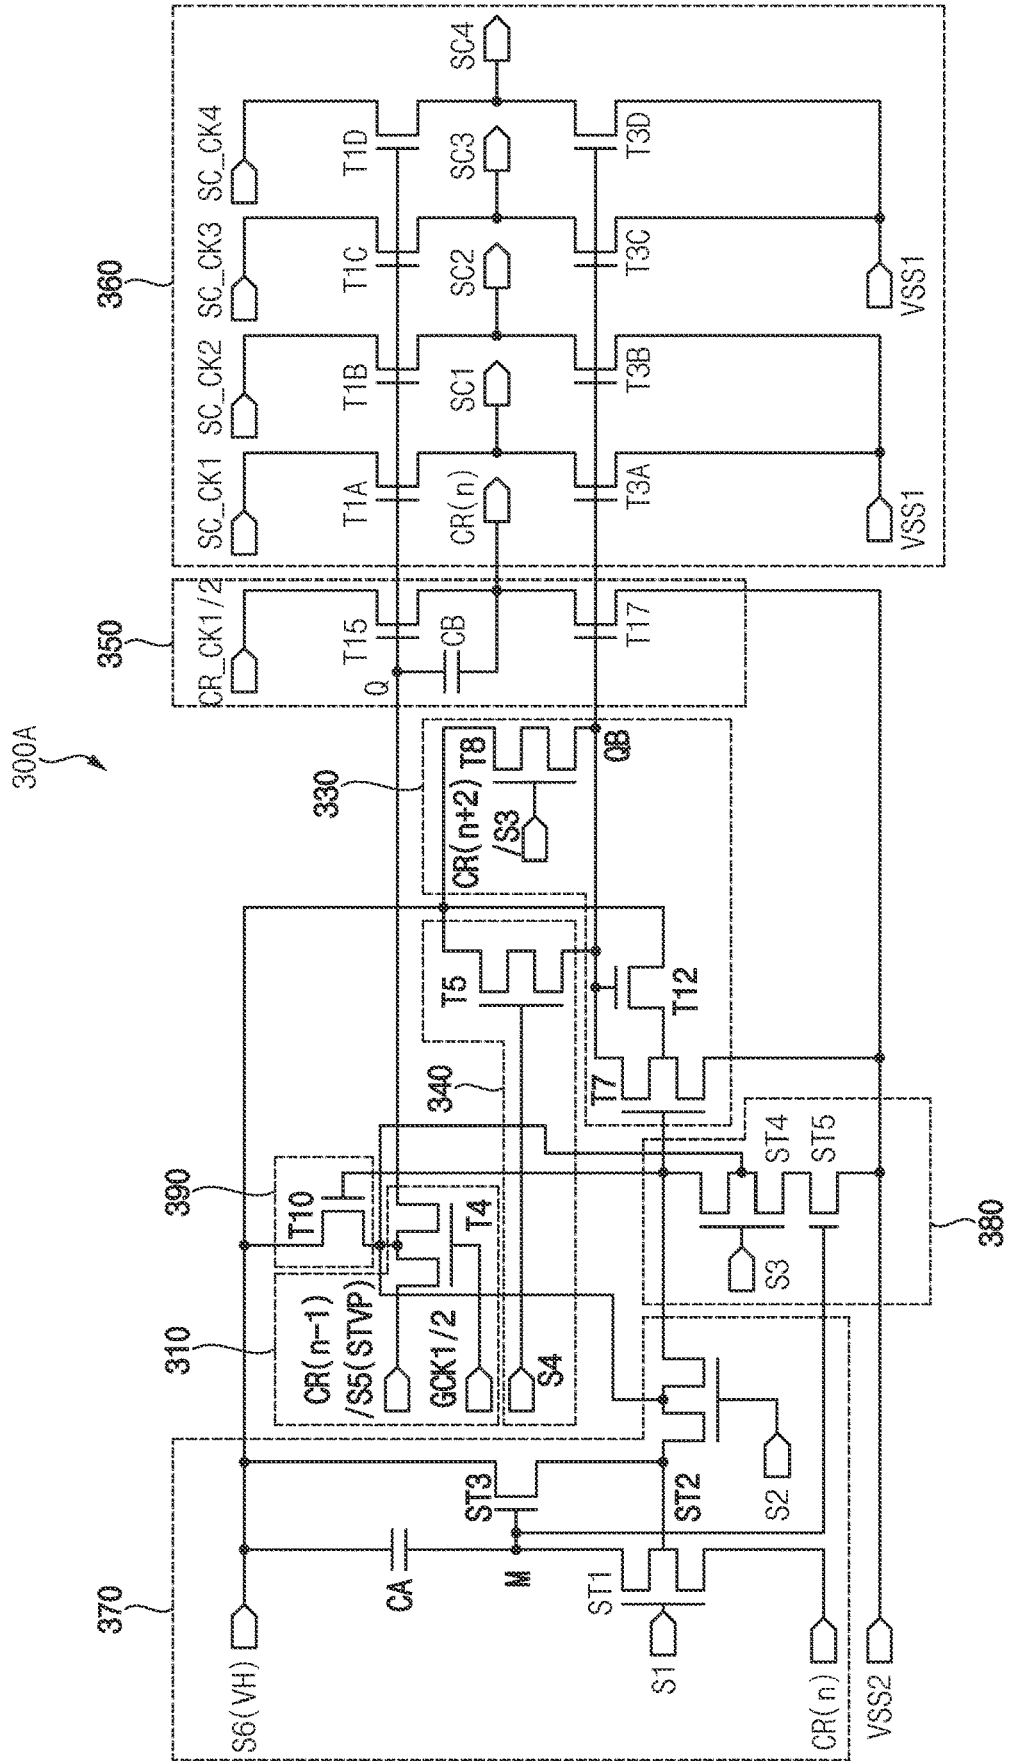 300A
370
310
390
340
330
350
360
380
S6(VH)
CA
M
ST3
ST1
S1
CR(n)
VSS2
ST2
S2
CR(n-1)
/S5(STVP)
GCK1/2
S4
T10
T4
S3
ST4
ST5
T5
T7
T12
CR(n+2)
/S3
T8
QB
Q
CB
CR_CK1/2
T15
T17
CR(n)
SC_CK1
T1A
SC1
T3A
VSS1
SC_CK2
T1B
SC2
T3B
SC_CK3
T1C
SC3
T3C
VSS1
SC_CK4
T1D
SC4
T3D